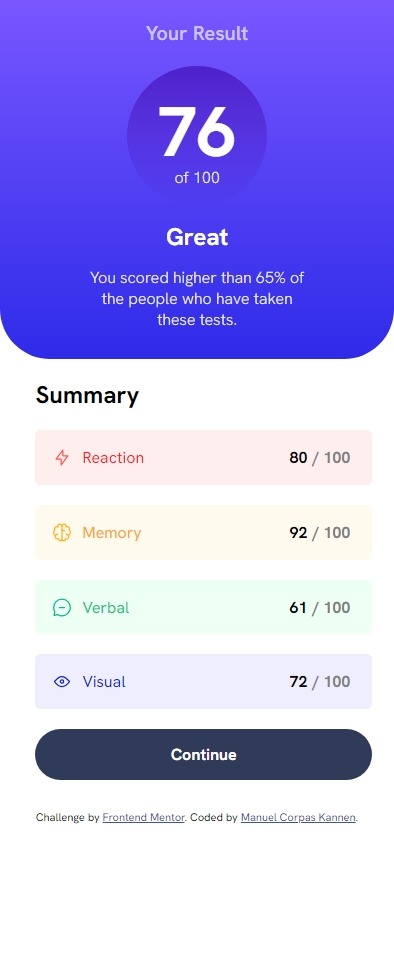 Your Result
76
of 100
Great
You scored higher than 65% of
the people who have taken
these tests.
Summary
Reaction 80 / 100
Memory 92 / 100
Verbal 61 / 100
Visual 72 / 100
Continue
Challenge by Frontend Mentor. Coded by Manuel Corpas Kannen.